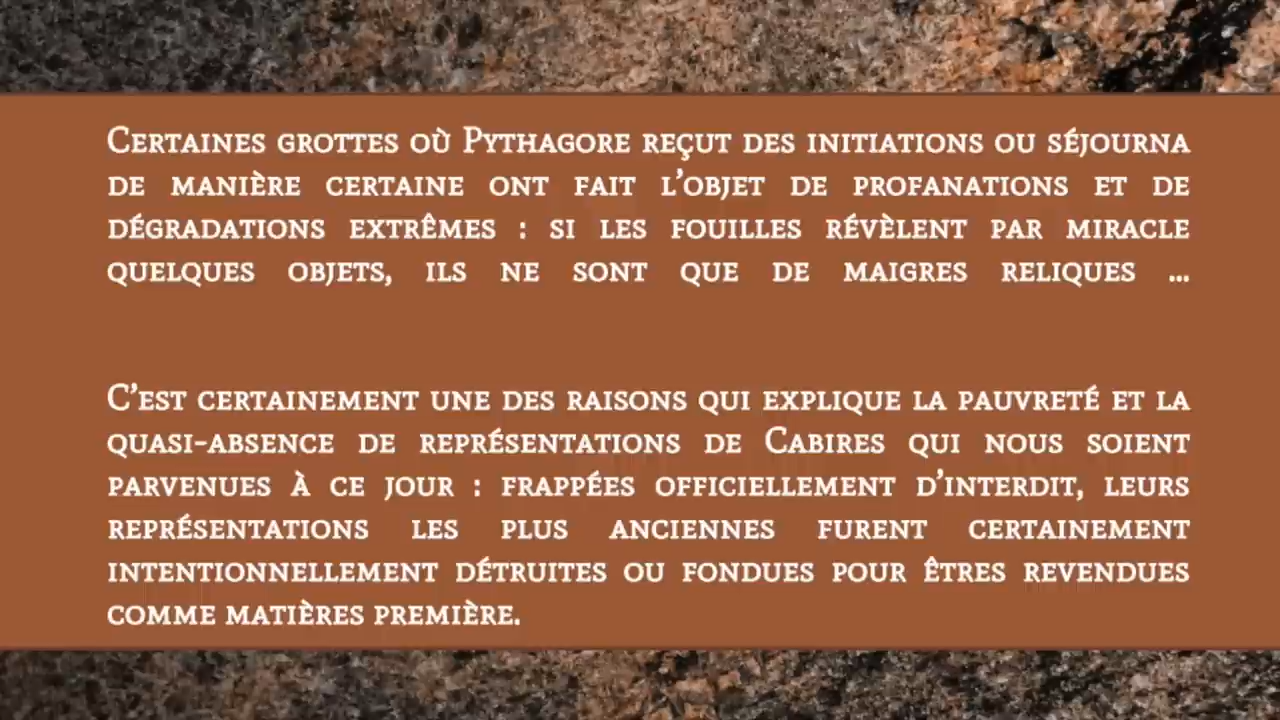 Certaines grottes où Pythagore reçut des initiations ou séjourna
de manière certaine ont fait l’objet de profanations et de
dégradations extrêmes : si les fouilles révèlent par miracle
quelques objets, ils ne sont que de maigres reliques ...
C’est certainement une des raisons qui explique la pauvreté et la
quasi-absence de représentations de Cabires qui nous soient
parvenues à ce jour : frappées officiellement d’interdit, leurs
représentations les plus anciennes furent certainement
intentionnellement détruites ou fondues pour êtres revendues
comme matières première.